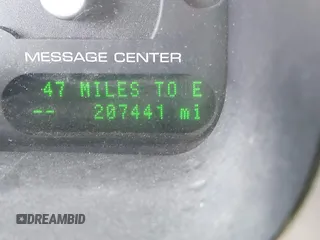 MESSAGE CENTER
47 MILES TO E
-- 207441 mi
DREAMBID